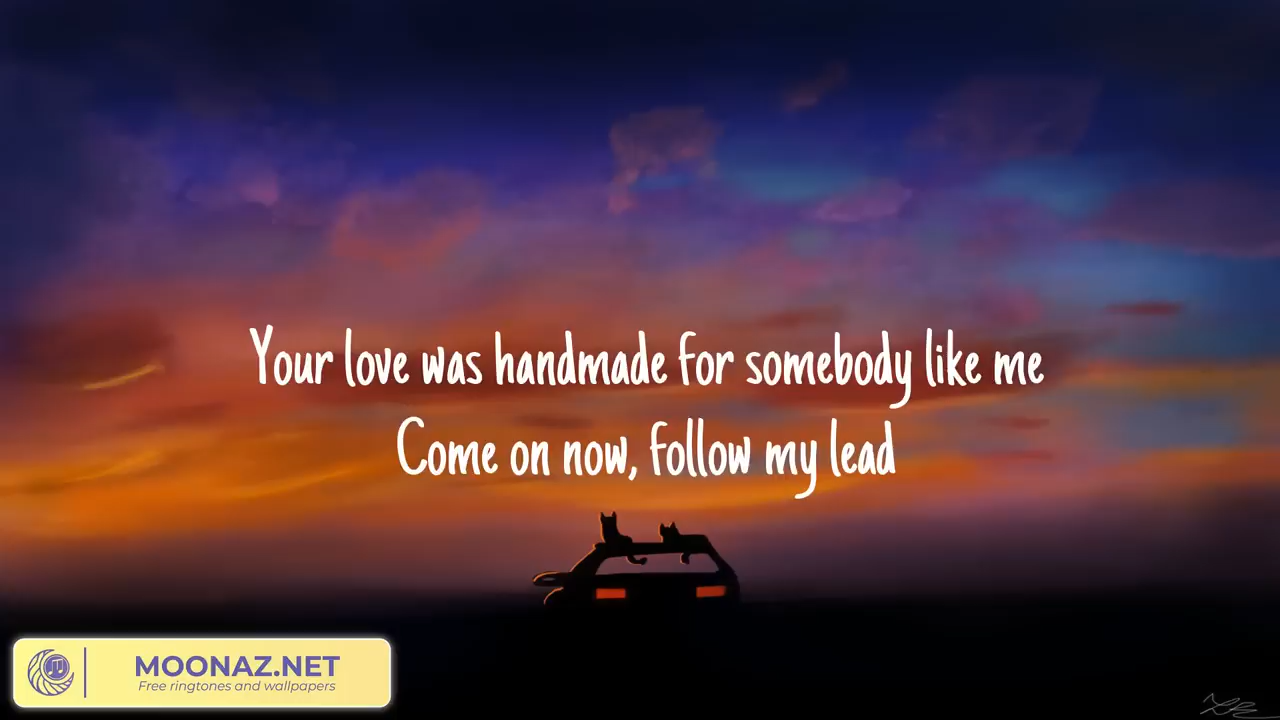 Your love was handmade for somebody like me
Come on now, follow my lead
MOONAZ.NET
Free ringtones and wallpapers